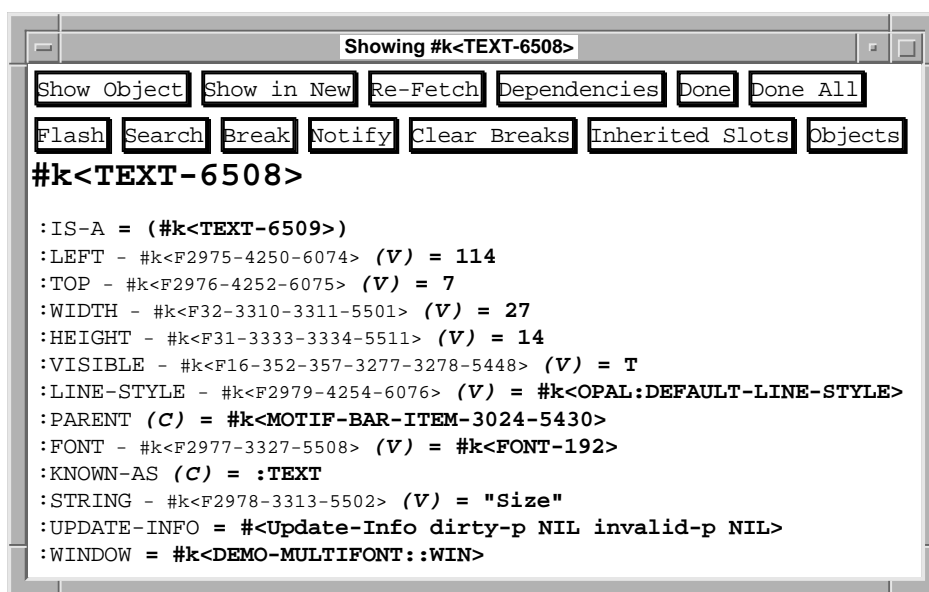 Showing #k<TEXT-6508>
Show Object Show in New Re-Fetch Dependencies Done Done All
Flash Search Break Notify Clear Breaks Inherited Slots Objects
#k<TEXT-6508>
:IS-A = (#k<TEXT-6509>)
:LEFT - #k<F2975-4250-6074> (V) = 114
:TOP - #k<F2976-4252-6075> (V) = 7
:WIDTH - #k<F32-3310-3311-5501> (V) = 27
:HEIGHT - #k<F31-3333-3334-5511> (V) = 14
:VISIBLE - #k<F16-352-357-3277-3278-5448> (V) = T
:LINE-STYLE - #k<F2979-4254-6076> (V) = #k<OPAL:DEFAULT-LINE-STYLE>
:PARENT (C) = #k<MOTIF-BAR-ITEM-3024-5430>
:FONT - #k<F2977-3327-5508> (V) = #k<FONT-192>
:KNOWN-AS (C) = :TEXT
:STRING - #k<F2978-3313-5502> (V) = "Size"
:UPDATE-INFO = #<Update-Info dirty-p NIL invalid-p NIL>
:WINDOW = #k<DEMO-MULTIFONT::WIN>